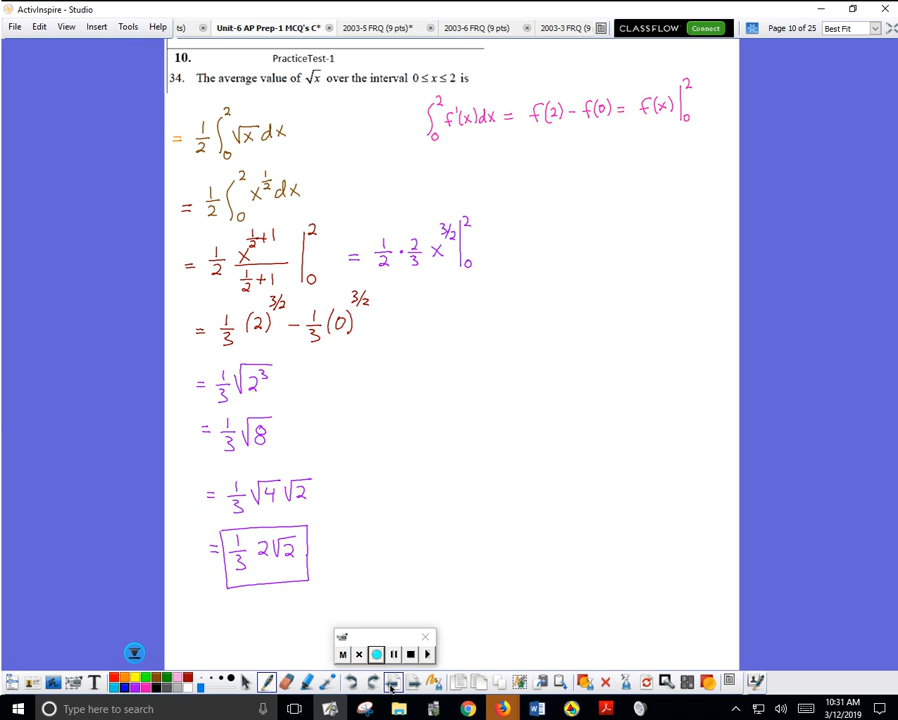 ActivInspire - Studio
File Edit View Insert Tools Help
ts) Unit-6 AP Prep-1 MCQ's C* 2003-5 FRQ (9 pts)* 2003-6 FRQ (9 pts) 2003-3 FRQ (9 CLASSFLOW Connect Page 10 of 25 Best Fit
10. PracticeTest-1
34. The average value of √x over the interval 0 ≤ x ≤ 2 is
∫₀² f'(x)dx = f(2) - f(0) = f(x) |₀²
= 1/2 ∫₀² √x dx
= 1/2 ∫₀² x^(1/2) dx
= 1/2 x^(1/2+1)/(1/2+1) |₀² = 1/2 · 2/3 x^(3/2) |₀²
= 1/3 (2)^(3/2) - 1/3 (0)^(3/2)
= 1/3 √2³
= 1/3 √8
= 1/3 √4 √2
= 1/3 2√2
M
T
Type here to search
10:31 AM
3/12/2019